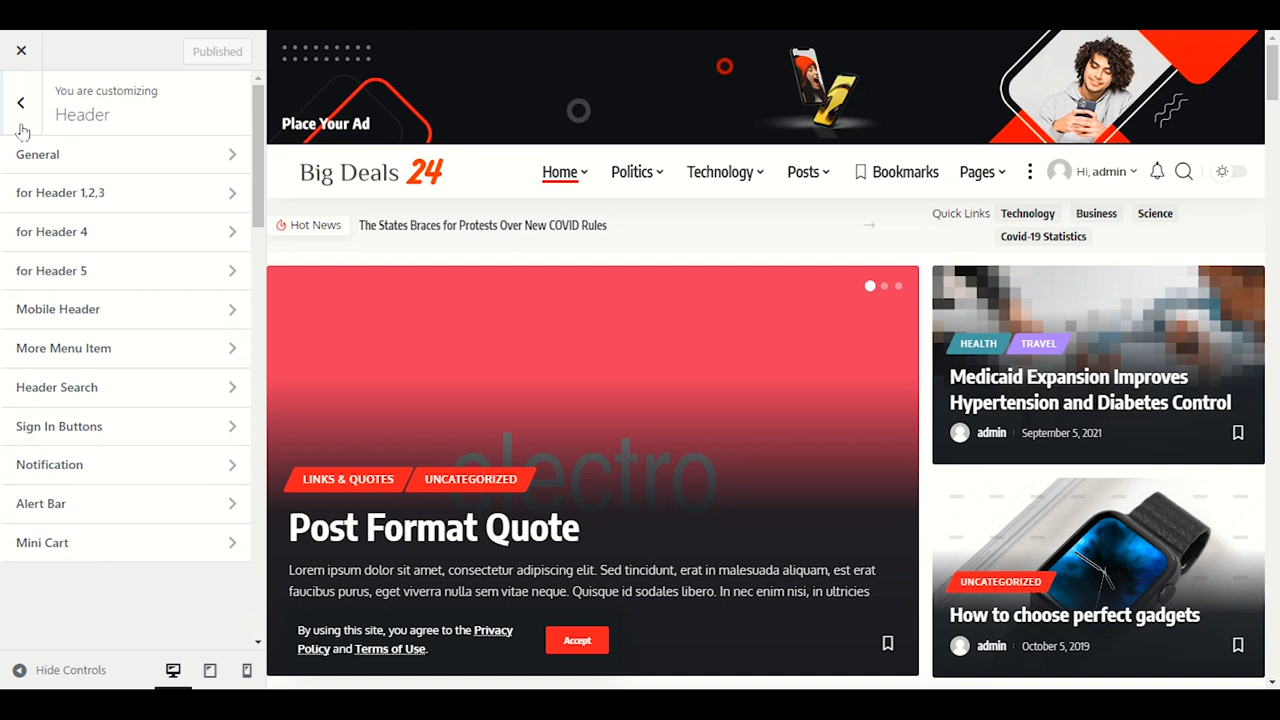 Published
You are customizing
Header
General
for Header 1,2,3
for Header 4
for Header 5
Mobile Header
More Menu Item
Header Search
Sign In Buttons
Notification
Alert Bar
Mini Cart
Hide Controls
Place Your Ad
Big Deals 24
Home
Politics
Technology
Posts
Bookmarks
Pages
Hi, admin
Hot News
The States Braces for Protests Over New COVID Rules
Quick Links
Technology
Business
Science
Covid-19 Statistics
electro
LINKS & QUOTES
UNCATEGORIZED
Post Format Quote
Lorem ipsum dolor sit amet, consectetur adipiscing elit. Sed tincidunt, erat in malesuada aliquam, est erat
faucibus purus, eget viverra nulla sem vitae neque. Quisque id sodales libero. In nec enim nisi, in ultricies
By using this site, you agree to the Privacy
Policy and Terms of Use.
Accept
HEALTH
TRAVEL
Medicaid Expansion Improves
Hypertension and Diabetes Control
admin
September 5, 2021
UNCATEGORIZED
How to choose perfect gadgets
admin
October 5, 2019